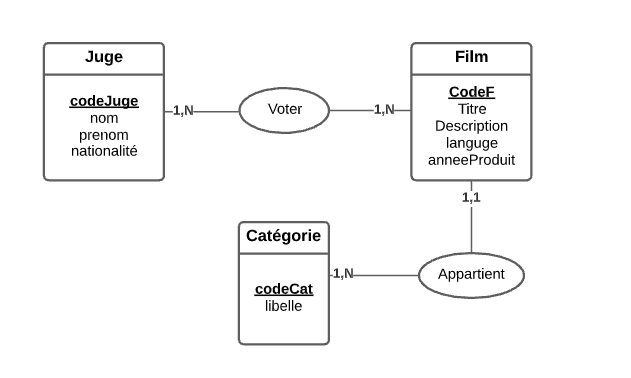 Juge
codeJuge
nom
prenom
nationalité
1,N
Voter
1,N
Film
CodeF
Titre
Description
languge
anneeProduit
1,1
Appartient
1,N
Catégorie
codeCat
libelle